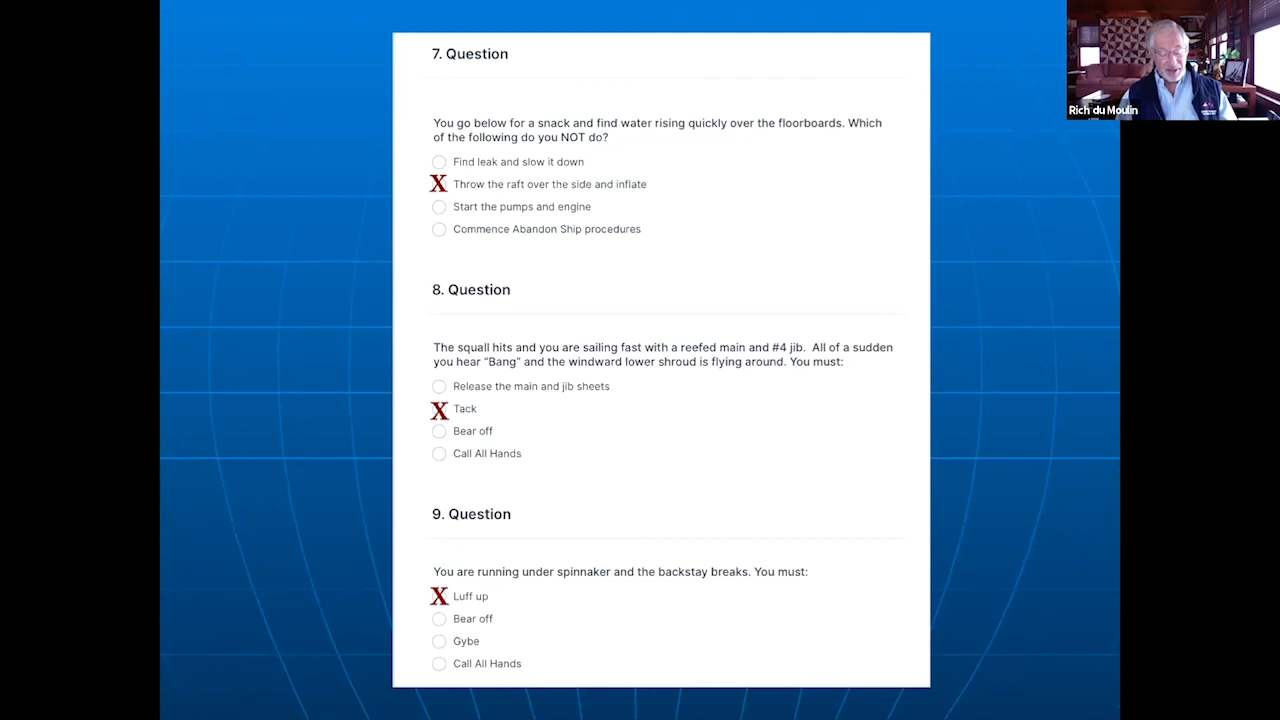 Rich du Moulin
7. Question
You go below for a snack and find water rising quickly over the floorboards. Which
of the following do you NOT do?
Find leak and slow it down
X Throw the raft over the side and inflate
Start the pumps and engine
Commence Abandon Ship procedures
8. Question
The squall hits and you are sailing fast with a reefed main and #4 jib. All of a sudden
you hear “Bang” and the windward lower shroud is flying around. You must:
Release the main and jib sheets
X Tack
Bear off
Call All Hands
9. Question
You are running under spinnaker and the backstay breaks. You must:
X Luff up
Bear off
Gybe
Call All Hands